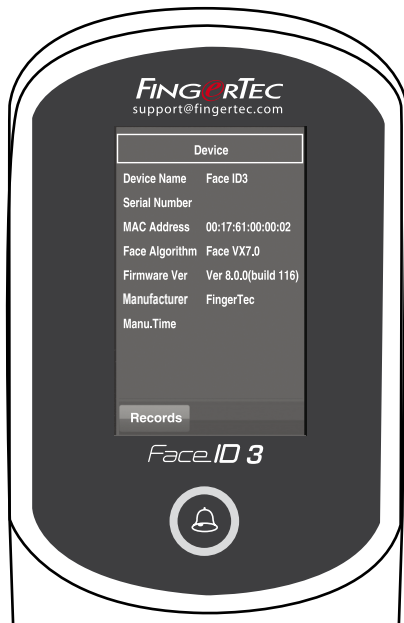 FINGERTEC
support@fingertec.com
Device
Device Name Face ID3
Serial Number
MAC Address 00:17:61:00:00:02
Face Algorithm Face VX7.0
Firmware Ver Ver 8.0.0(build 116)
Manufacturer FingerTec
Manu.Time
Records
Face ID 3